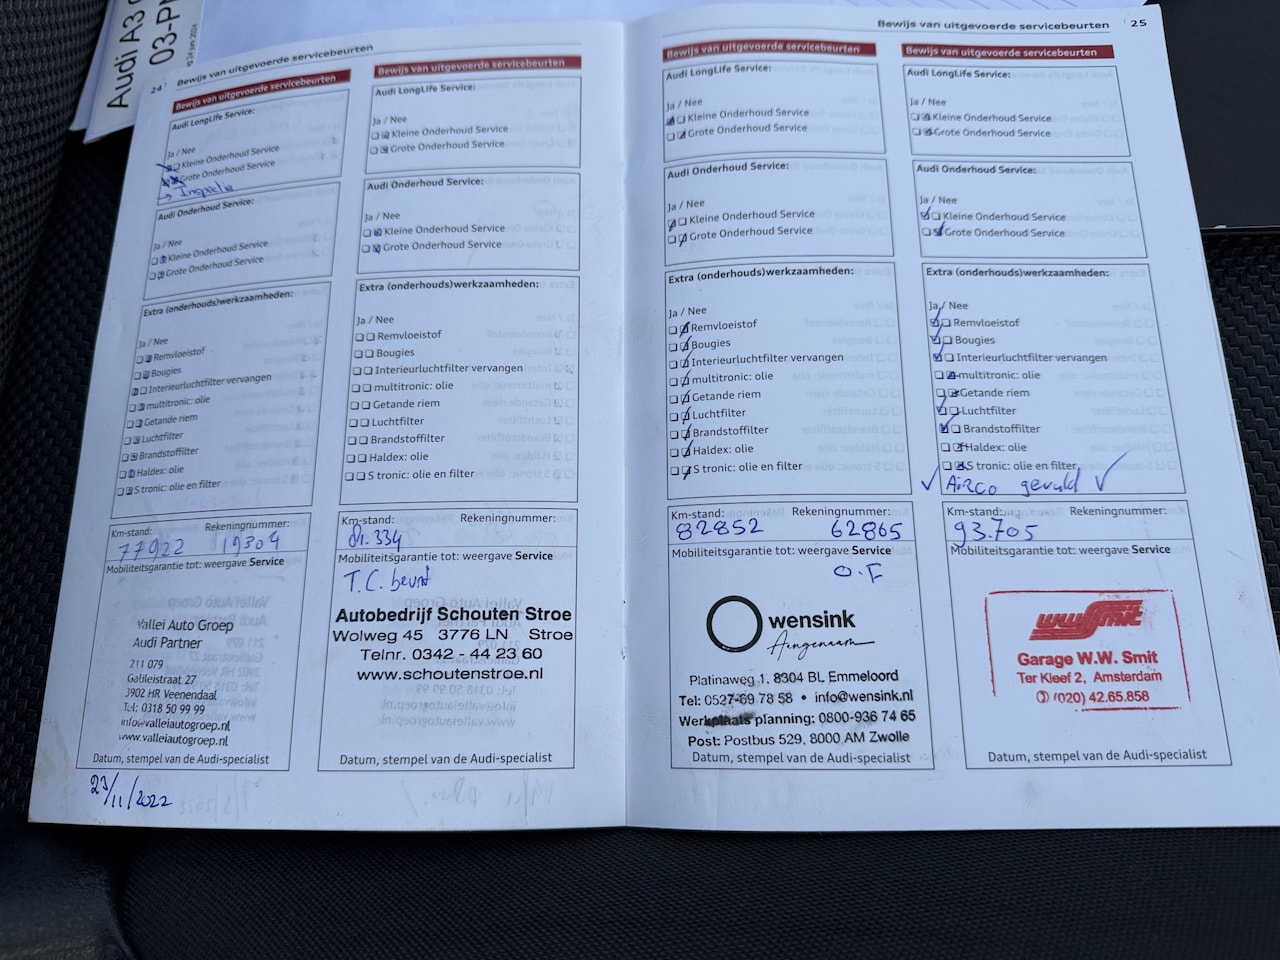 Audi A3
24
Bewijs van uitgevoerde servicebeurten
Bewijs van uitgevoerde servicebeurten
Audi LongLife Service:
Ja / Nee
Kleine Onderhoud Service
Grote Onderhoud Service
→ Inspectie
Audi Onderhoud Service:
Ja / Nee
Kleine Onderhoud Service
Grote Onderhoud Service
Extra (onderhouds)werkzaamheden:
Ja / Nee
Remvloeistof
Bougies
Interieurluchtfilter vervangen
multitronic: olie
Getande riem
Luchtfilter
Brandstoffilter
Haldex: olie
S tronic: olie en filter
Km-stand: Rekeningnummer:
77922 19304
Mobiliteitsgarantie tot: weergave Service
Vallei Auto Groep
Audi Partner
211 079
Galileistraat 27
3902 HR Veenendaal
Tel: 0318 50 99 99
info@valleiautogroep.nl
www.valleiautogroep.nl
Datum, stempel van de Audi-specialist
23/11/2022
Bewijs van uitgevoerde servicebeurten
Audi LongLife Service:
Ja / Nee
Kleine Onderhoud Service
Grote Onderhoud Service
Audi Onderhoud Service:
Ja / Nee
Kleine Onderhoud Service
Grote Onderhoud Service
Extra (onderhouds)werkzaamheden:
Ja / Nee
Remvloeistof
Bougies
Interieurluchtfilter vervangen
multitronic: olie
Getande riem
Luchtfilter
Brandstoffilter
Haldex: olie
S tronic: olie en filter
Km-stand: Rekeningnummer:
81.334
Mobiliteitsgarantie tot: weergave Service
T.C. beurt
Autobedrijf Schouten Stroe
Wolweg 45 3776 LN Stroe
Telnr. 0342 - 44 23 60
www.schoutenstroe.nl
Datum, stempel van de Audi-specialist
Bewijs van uitgevoerde servicebeurten 25
Bewijs van uitgevoerde servicebeurten
Audi LongLife Service:
Ja / Nee
Kleine Onderhoud Service
Grote Onderhoud Service
Audi Onderhoud Service:
Ja / Nee
Kleine Onderhoud Service
Grote Onderhoud Service
Extra (onderhouds)werkzaamheden:
Ja / Nee
Remvloeistof
Bougies
Interieurluchtfilter vervangen
multitronic: olie
Getande riem
Luchtfilter
Brandstoffilter
Haldex: olie
S tronic: olie en filter
Km-stand: Rekeningnummer:
82852 62865
Mobiliteitsgarantie tot: weergave Service
wensink
Aangenaam
Platinaweg 1, 8304 BL Emmeloord
Tel: 0527-69 78 58 • info@wensink.nl
Werkplaats planning: 0800-936 74 65
Post: Postbus 529, 8000 AM Zwolle
Datum, stempel van de Audi-specialist
Bewijs van uitgevoerde servicebeurten
Audi LongLife Service:
Ja / Nee
Kleine Onderhoud Service
Grote Onderhoud Service
Audi Onderhoud Service:
Ja / Nee
Kleine Onderhoud Service
Grote Onderhoud Service
Extra (onderhouds)werkzaamheden:
Ja / Nee
Remvloeistof
Bougies
Interieurluchtfilter vervangen
multitronic: olie
Getande riem
Luchtfilter
Brandstoffilter
Haldex: olie
S tronic: olie en filter
Airco gevuld
Km-stand: Rekeningnummer:
93.705
Mobiliteitsgarantie tot: weergave Service
Garage W.W. Smit
Ter Kleef 2, Amsterdam
(020) 42.65.858
Datum, stempel van de Audi-specialist